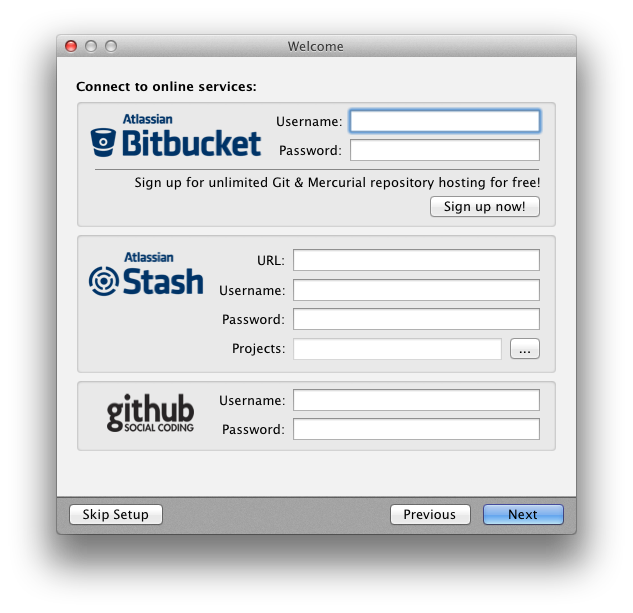 Welcome
Connect to online services:
Atlassian
Bitbucket
Username:
Password:
Sign up for unlimited Git & Mercurial repository hosting for free!
Sign up now!
Atlassian
Stash
URL:
Username:
Password:
Projects:
...
github
SOCIAL CODING
Username:
Password:
Skip Setup
Previous
Next